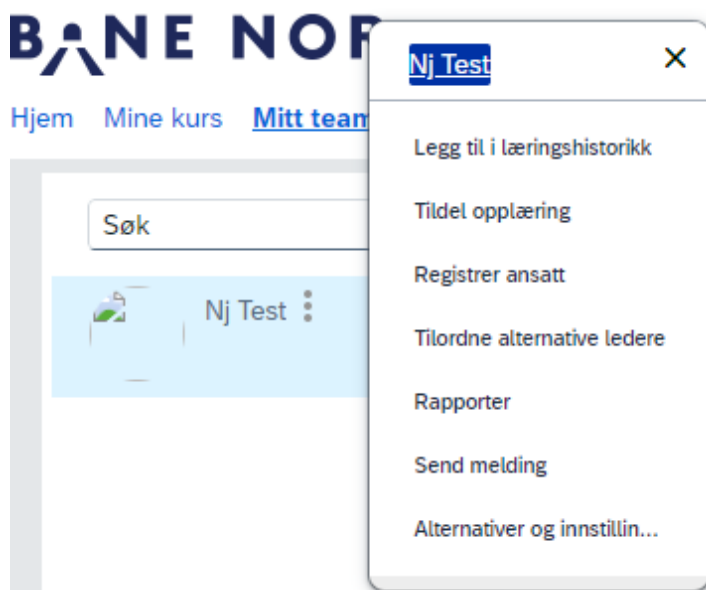 BANE NOR
Hjem Mine kurs Mitt team
Søk
Nj Test
Nj Test
Legg til i læringshistorikk
Tildel opplæring
Registrer ansatt
Tilordne alternative ledere
Rapporter
Send melding
Alternativer og innstillin...